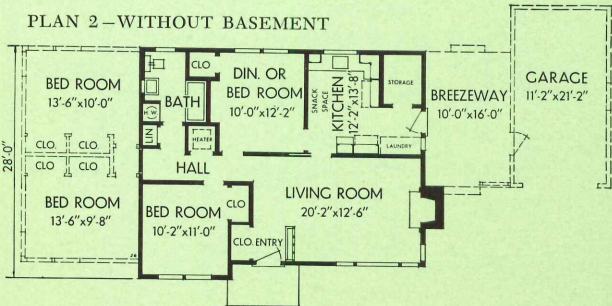 PLAN 2—WITHOUT BASEMENT
BED ROOM
13'-6"x10'-0"
CLO.
CLO.
CLO
CLO
BED ROOM
13'-6"x9'-8"
28'-0"
26
BATH
H.W.
LIN
CLO
DIN. OR
BED ROOM
10'-0"x12'-2"
HEATER
HALL
BED ROOM
10'-2"x11'-0"
CLO
CLO.
ENTRY
SNACK
SPACE
KITCHEN
12'-2"x13'-8"
STORAGE
LAUNDRY
LIVING ROOM
20'-2"x12'-6"
BREEZEWAY
10'-0"x16'-0"
GARAGE
11'-2"x21'-2"